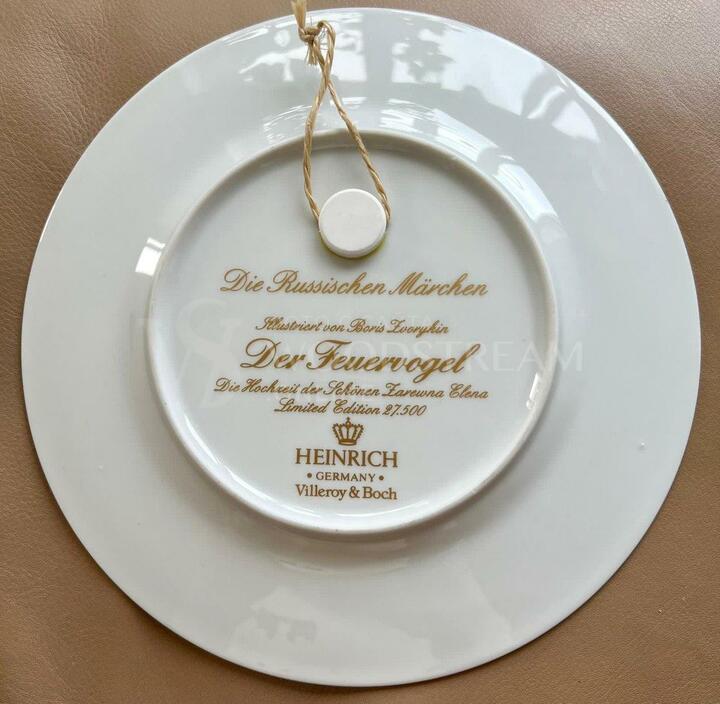 Die Russischen Märchen
Illustriert von Boris Zvorykin
Der Feuervogel
Die Hochzeit der Schönen Zarewna Elena
Limited Edition 27.500
HEINRICH
• GERMANY •
Villeroy & Boch